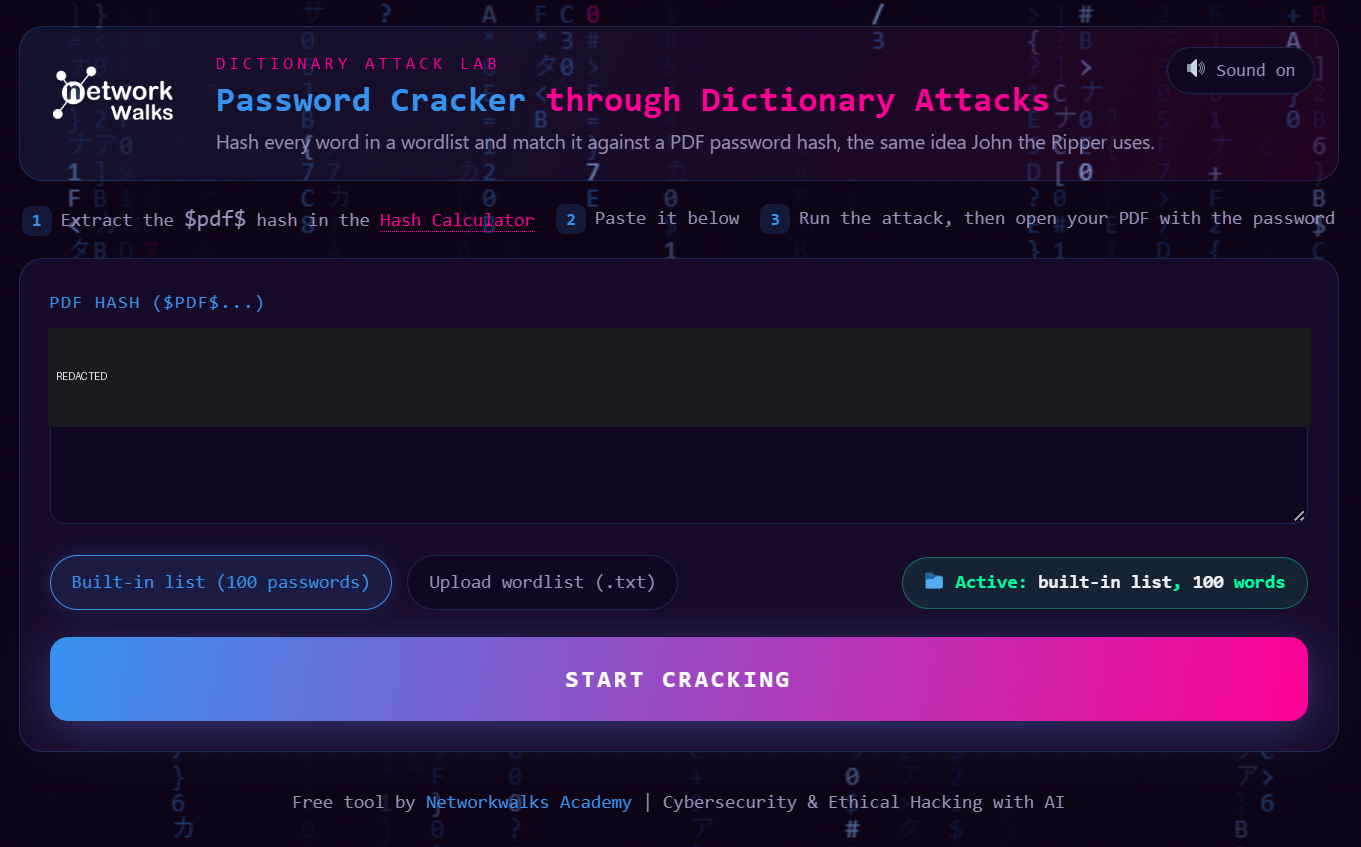 network
walks
DICTIONARY ATTACK LAB
Password Cracker through Dictionary Attacks
Hash every word in a wordlist and match it against a PDF password hash, the same idea John the Ripper uses.
Sound on
1 Extract the $pdf$ hash in the Hash Calculator
2 Paste it below
3 Run the attack, then open your PDF with the password
PDF HASH ($PDF$...)
REDACTED
Built-in list (100 passwords)
Upload wordlist (.txt)
Active: built-in list, 100 words
START CRACKING
Free tool by Networkwalks Academy | Cybersecurity & Ethical Hacking with AI